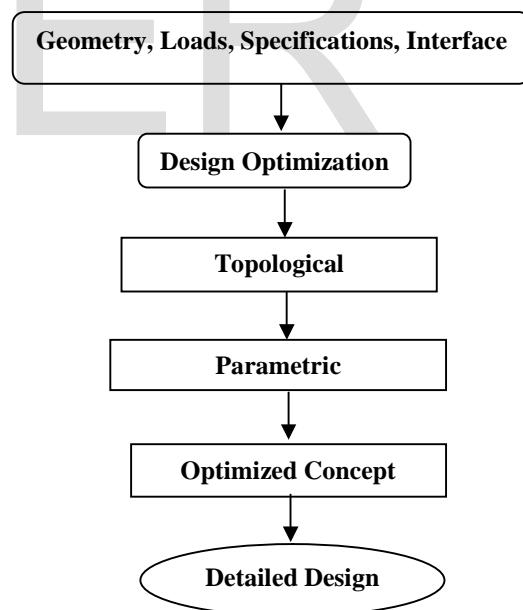 Geometry, Loads, Specifications, Interface
Design Optimization
Topological
Parametric
Optimized Concept
Detailed Design